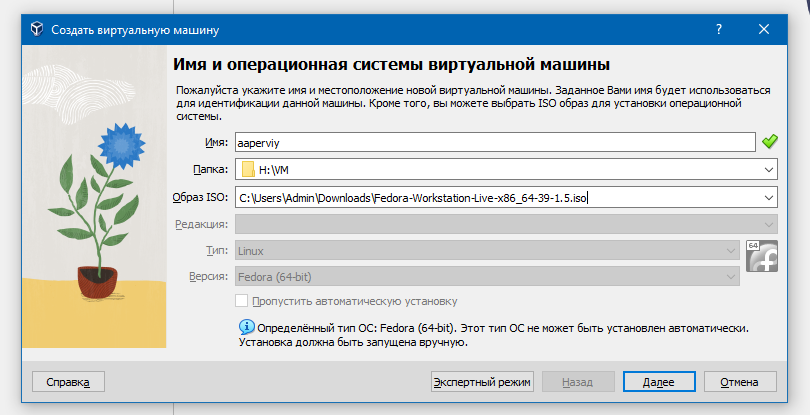 Создать виртуальную машину
Имя и операционная системы виртуальной машины
Пожалуйста укажите имя и местоположение новой виртуальной машины. Заданное Вами имя будет использоваться
для идентификации данной машины. Кроме того, вы можете выбрать ISO образ для установки операционной
системы.
Имя: aaperviy
Папка: H:\VM
Образ ISO: C:\Users\Admin\Downloads\Fedora-Workstation-Live-x86_64-39-1.5.iso
Редакция:
Тип: Linux
64
Версия: Fedora (64-bit)
Пропустить автоматическую установку
Определённый тип ОС: Fedora (64-bit). Этот тип ОС не может быть установлен автоматически.
Установка должна быть запущена вручную.
Справка Экспертный режим Назад Далее Отмена